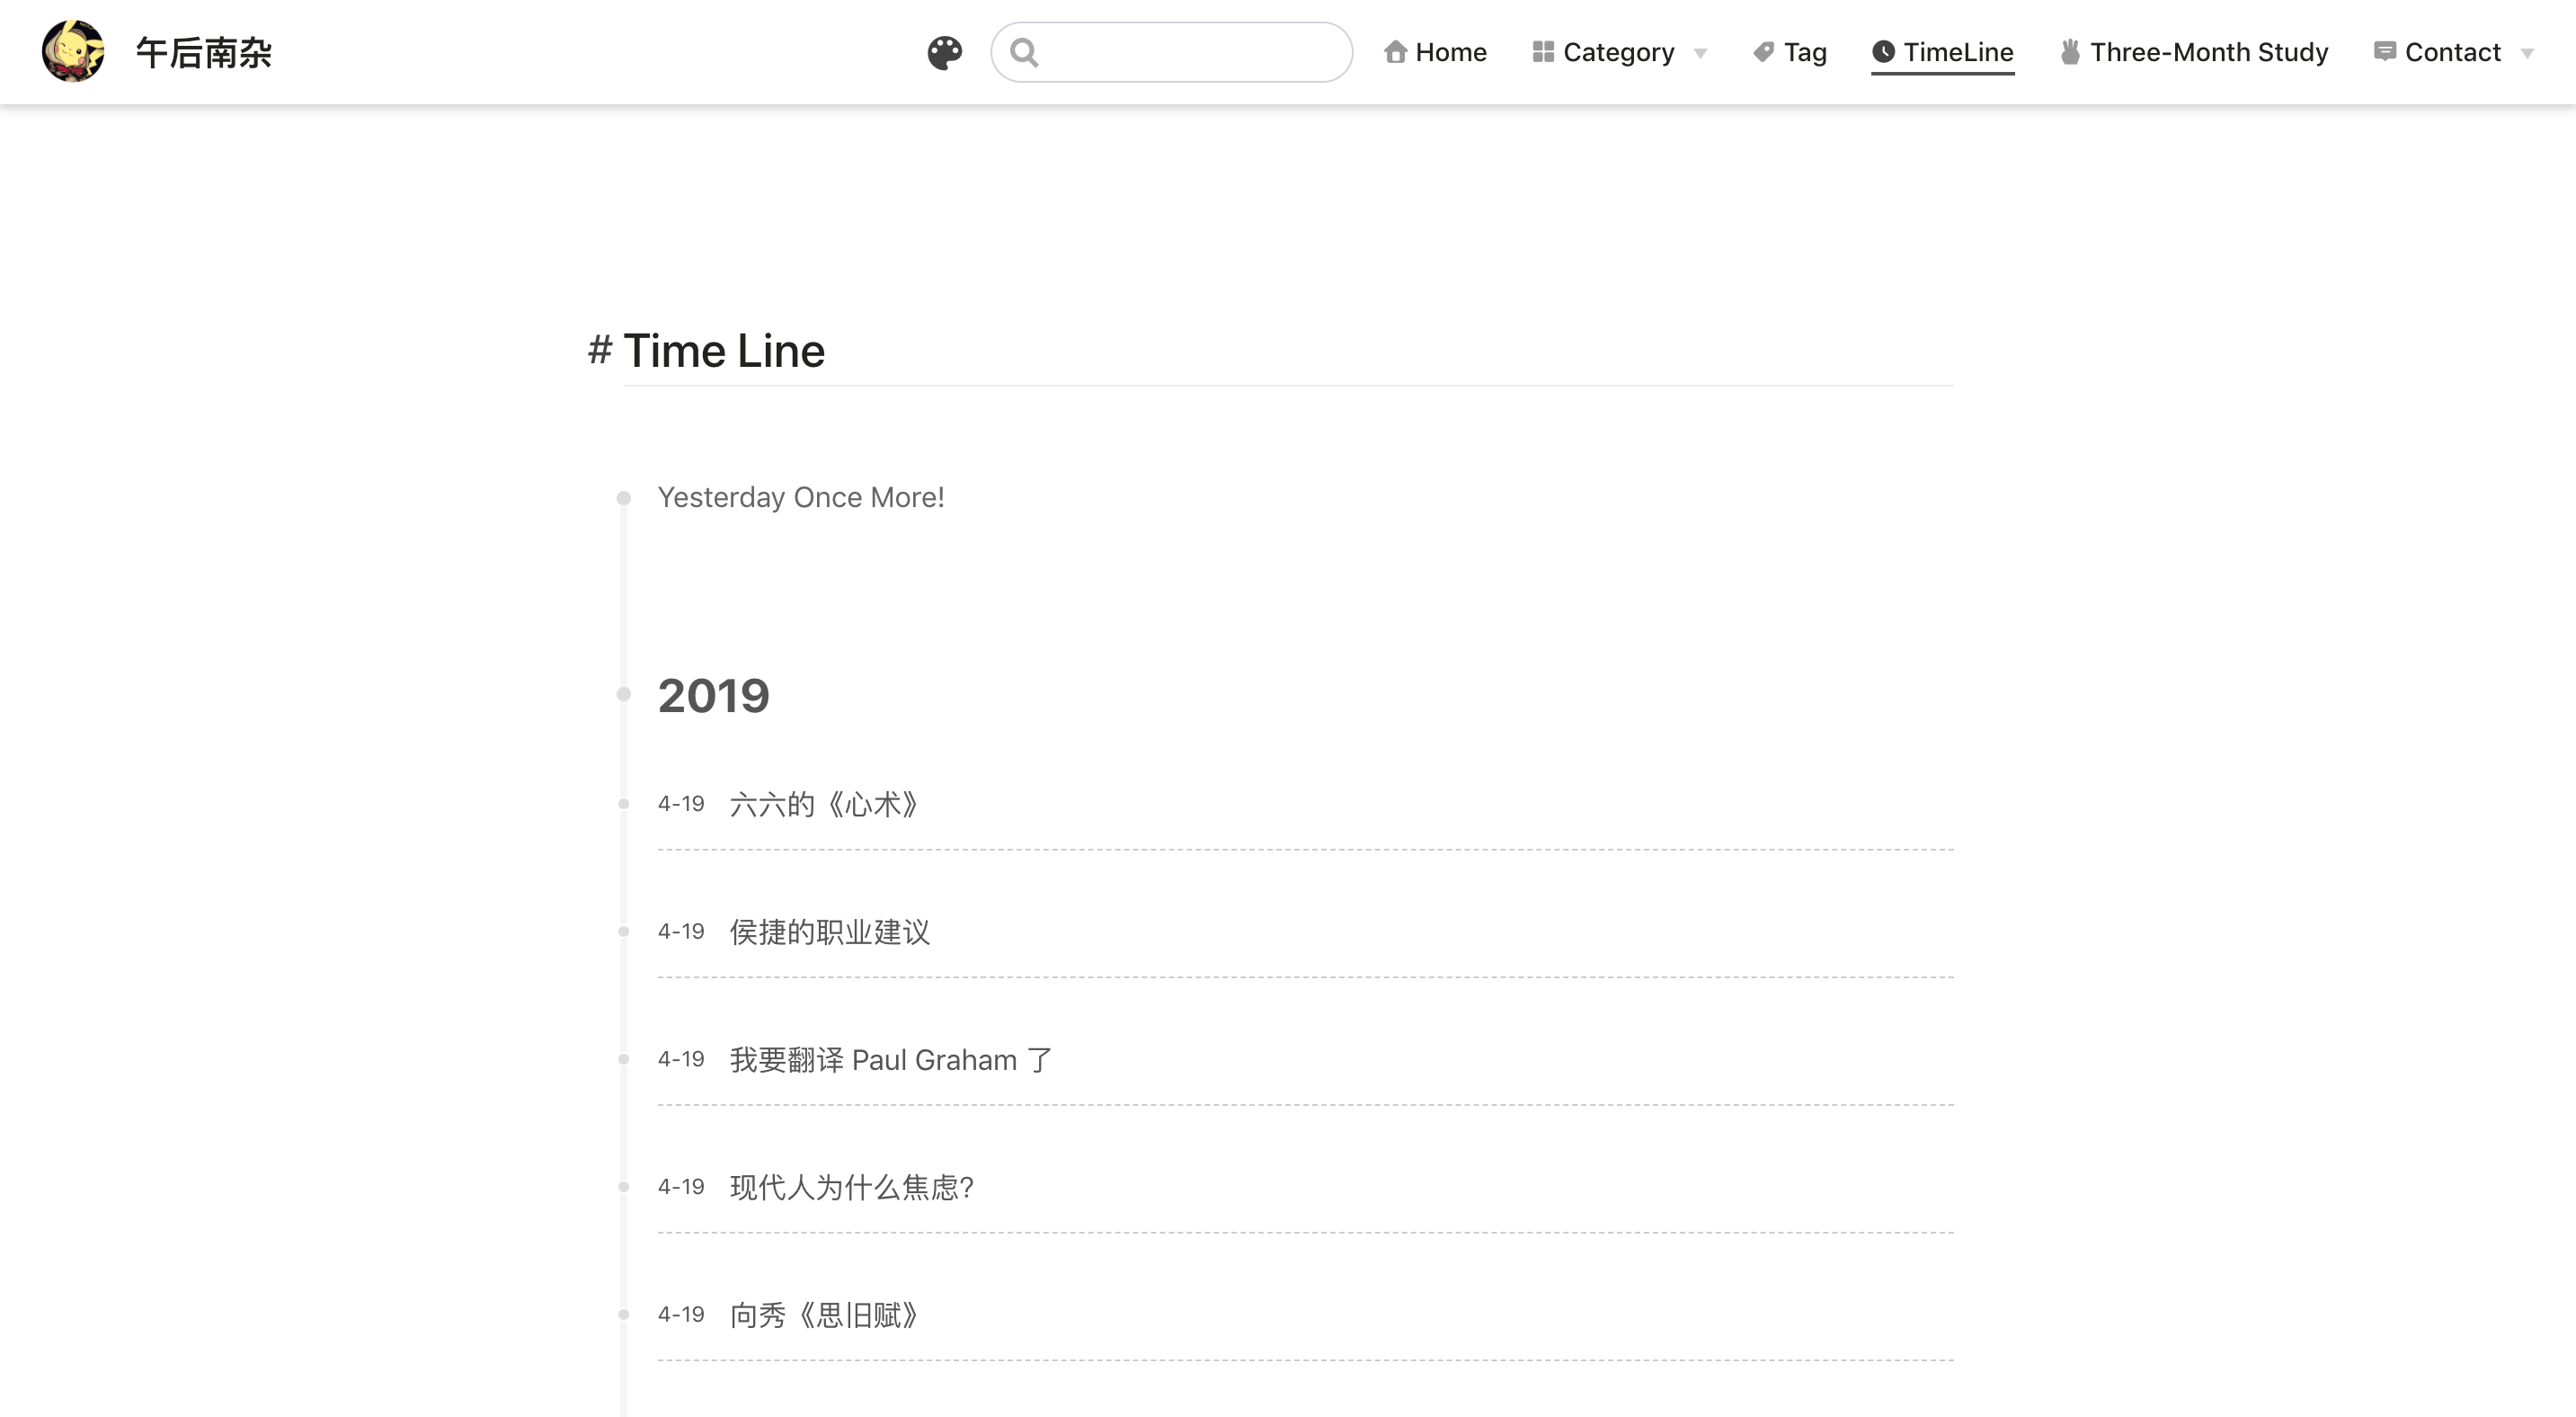 午后南杂
Home
Category
Tag
TimeLine
Three-Month Study
Contact
# Time Line
Yesterday Once More!
2019
4-19 六六的《心术》
4-19 侯捷的职业建议
4-19 我要翻译 Paul Graham 了
4-19 现代人为什么焦虑?
4-19 向秀《思旧赋》